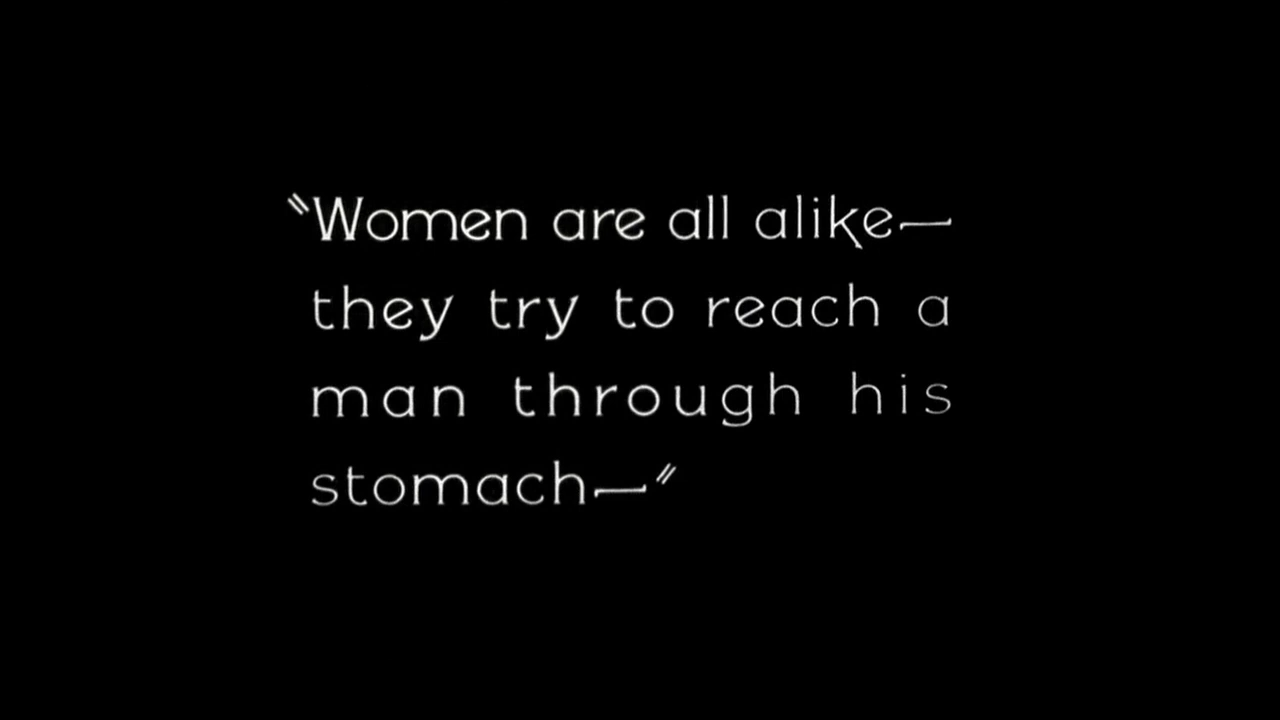 "Women are all alike—
they try to reach a
man through his
stomach—"